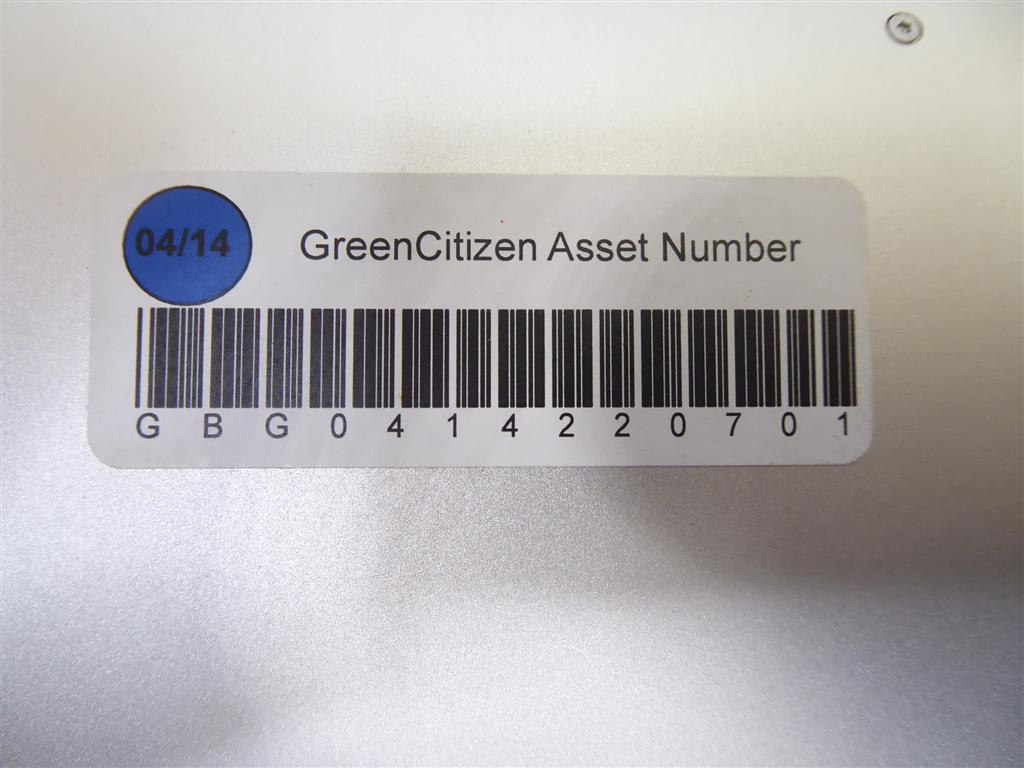 04/14
GreenCitizen Asset Number
G B G 0 4 1 4 2 2 0 7 0 1